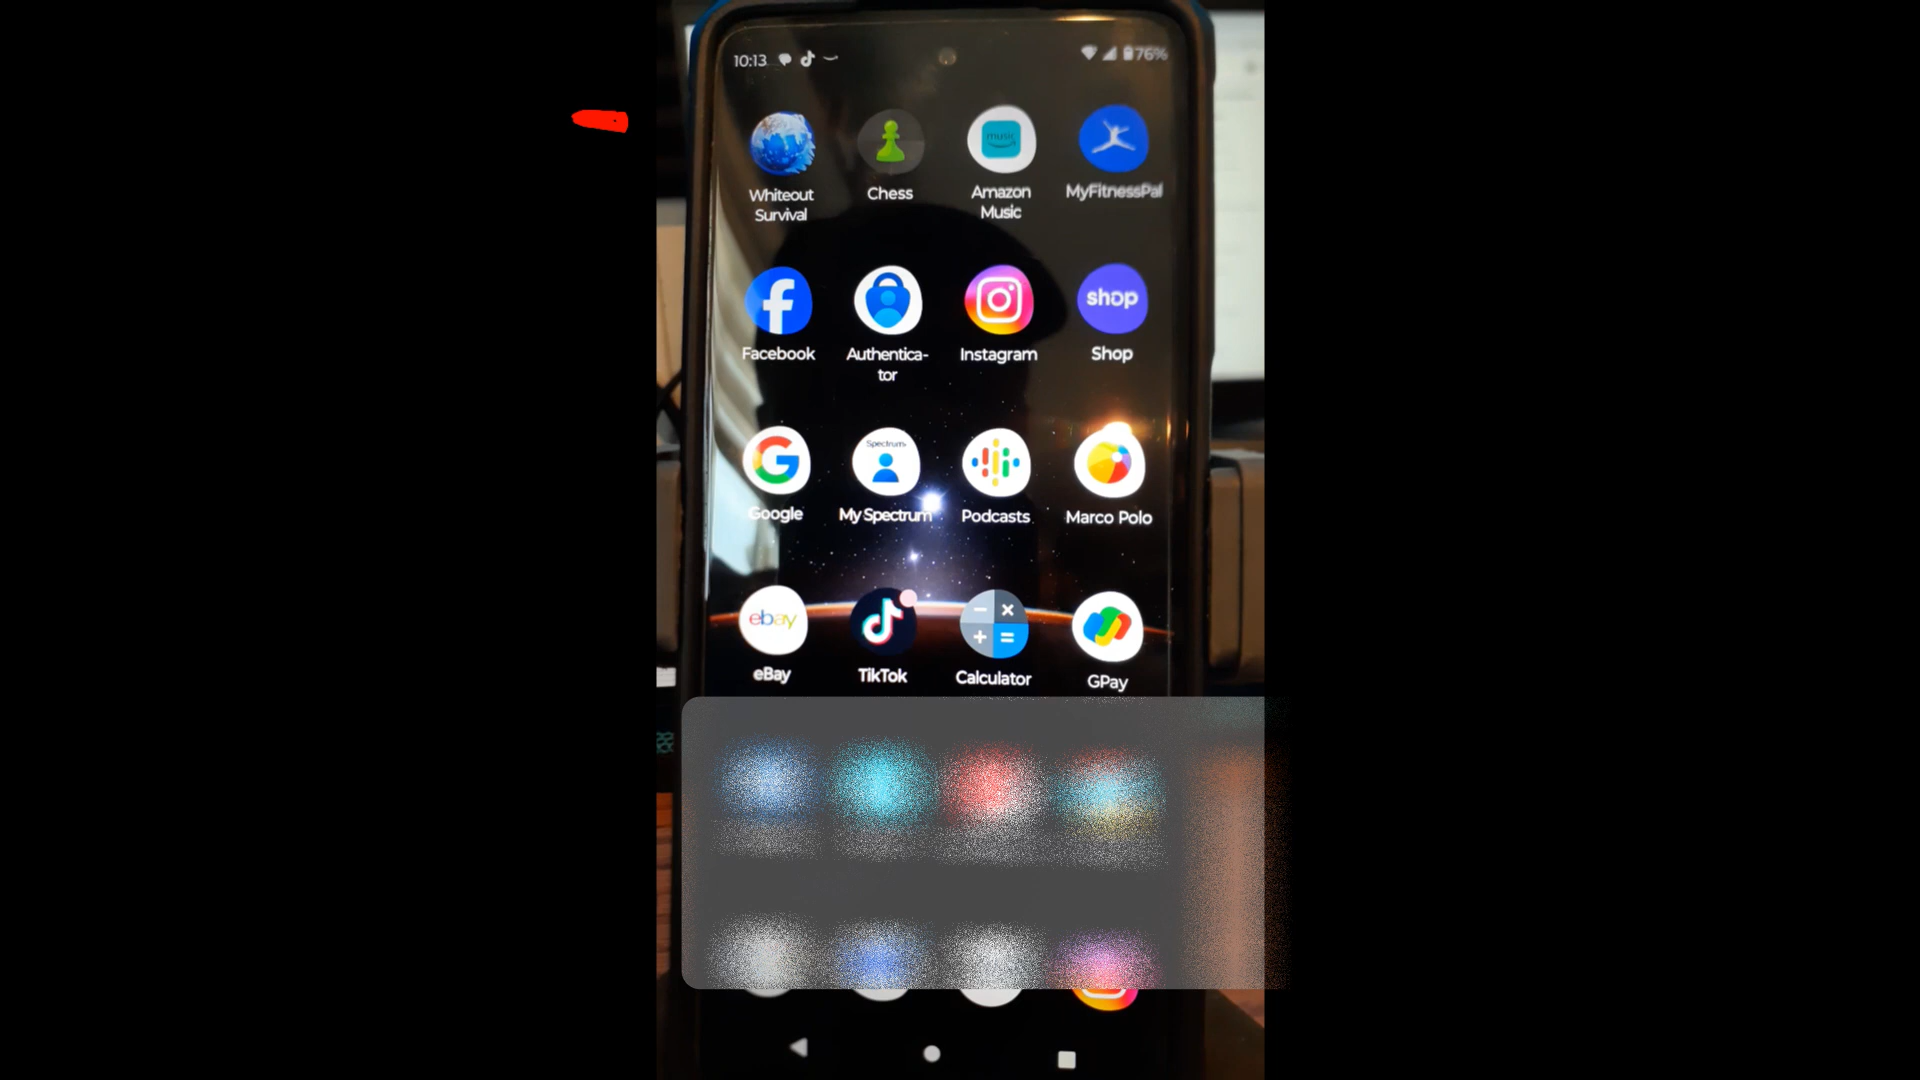 10:13
76%
Whiteout
Survival
Chess
music
Amazon
Music
MyFitnessPal
Facebook
Authentica-
tor
Instagram
shop
Shop
Google
Spectrum
My Spectrum
Podcasts
Marco Polo
ebay
eBay
TikTok
Calculator
GPay